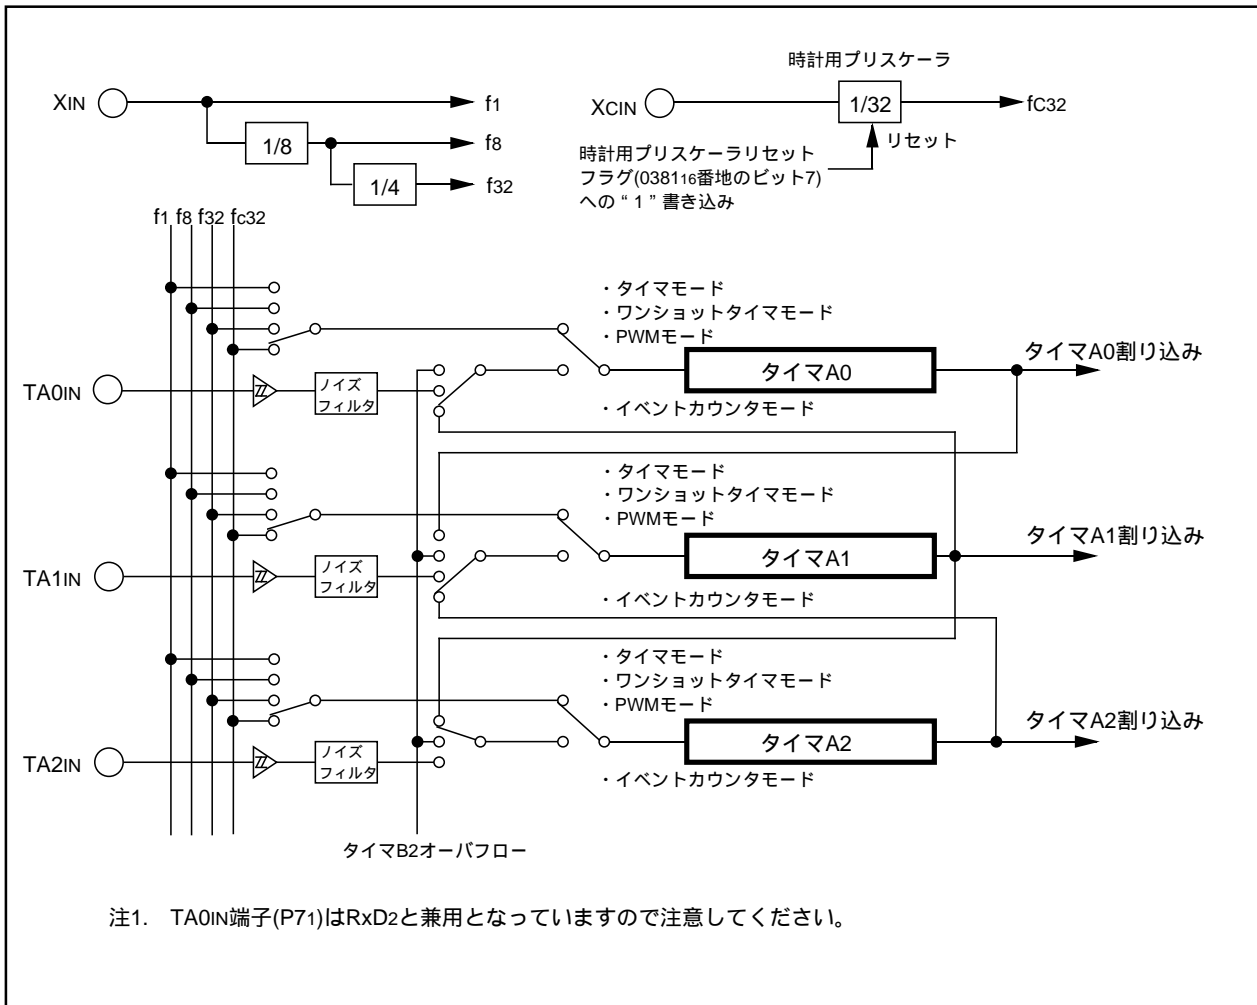 XIN
f1
1/8
f8
1/4
f32
時計用プリスケーラ
XCIN
1/32
fC32
リセット
時計用プリスケーラリセット
フラグ(038116番地のビット7)
への“1”書き込み
f1 f8 f32 fc32
・タイマモード
・ワンショットタイマモード
・PWMモード
タイマA0
タイマA0割り込み
TA0IN
ノイズ
フィルタ
・イベントカウンタモード
・タイマモード
・ワンショットタイマモード
・PWMモード
タイマA1
タイマA1割り込み
TA1IN
ノイズ
フィルタ
・イベントカウンタモード
・タイマモード
・ワンショットタイマモード
・PWMモード
タイマA2
タイマA2割り込み
TA2IN
ノイズ
フィルタ
・イベントカウンタモード
タイマB2オーバフロー
注1. TA0IN端子(P71)はRxD2と兼用となっていますので注意してください。